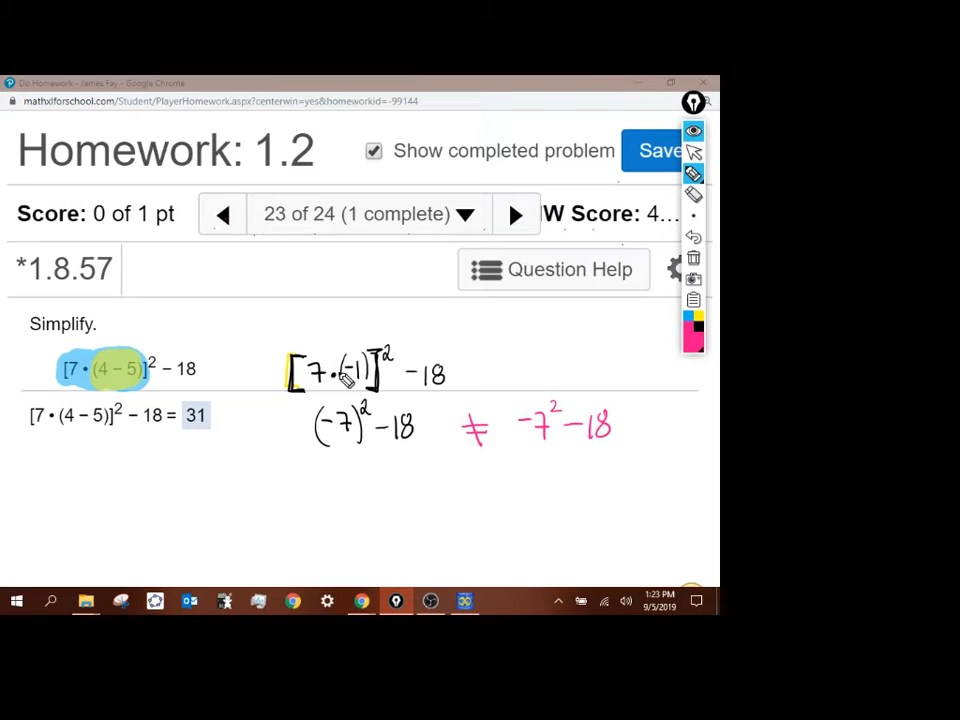 Do Homework - James Fay - Google Chrome
mathxlforschool.com/Student/PlayerHomework.aspx?centerwin=yes&homeworkid=-99144
Homework: 1.2
Show completed problem
Save
Score: 0 of 1 pt
23 of 24 (1 complete)
W Score: 4...
*1.8.57
Question Help
Simplify.
[7 • (4 − 5)]² − 18
[7·(-1)]² -18
[7 • (4 − 5)]² − 18 = 31
(-7)² -18 ≠ -7² -18
1:23 PM
9/5/2019